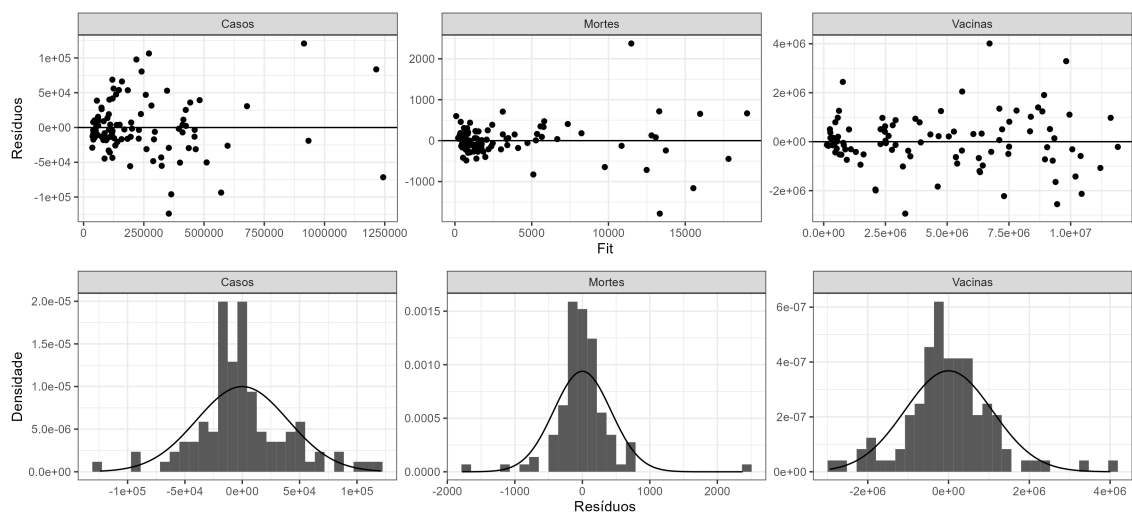 Casos Mortes Vacinas
Resíduos
1e+05
5e+04
0e+00
-5e+04
-1e+05
0 250000 500000 750000 1000000 1250000
2000
1000
0
-1000
0 5000 10000 15000
4e+06
2e+06
0e+00
-2e+06
0.0e+00 2.5e+06 5.0e+06 7.5e+06 1.0e+07
Fit
Casos Mortes Vacinas
Densidade
2.0e-05
1.5e-05
1.0e-05
5.0e-06
0.0e+00
-1e+05 -5e+04 0e+00 5e+04 1e+05
0.0015
0.0010
0.0005
0.0000
-2000 -1000 0 1000 2000
6e-07
4e-07
2e-07
0e+00
-2e+06 0e+00 2e+06 4e+06
Resíduos